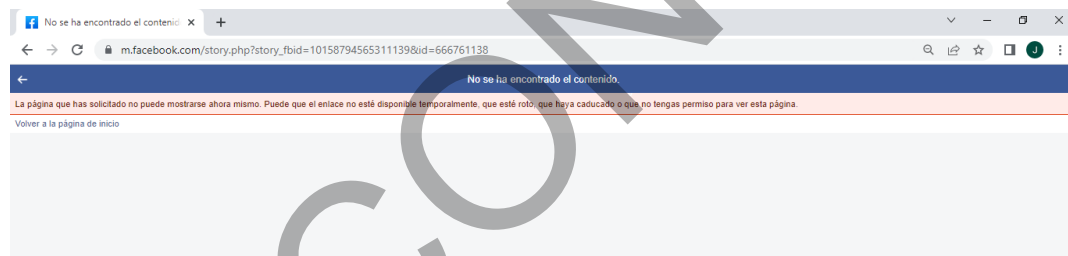 No se ha encontrado el contenid
m.facebook.com/story.php?story_fbid=10158794565311139&id=666761138
J
No se ha encontrado el contenido.
La página que has solicitado no puede mostrarse ahora mismo. Puede que el enlace no esté disponible temporalmente, que esté roto, que haya caducado o que no tengas permiso para ver esta página.
Volver a la página de inicio
CON